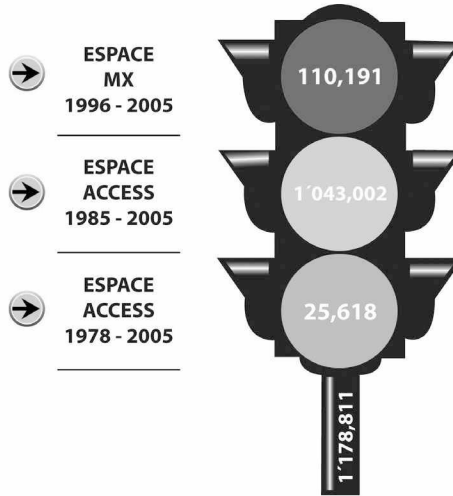 ESPACE
MX
1996 - 2005
110,191
ESPACE
ACCESS
1985 - 2005
1´043,002
ESPACE
ACCESS
1978 - 2005
25,618
1´178,811